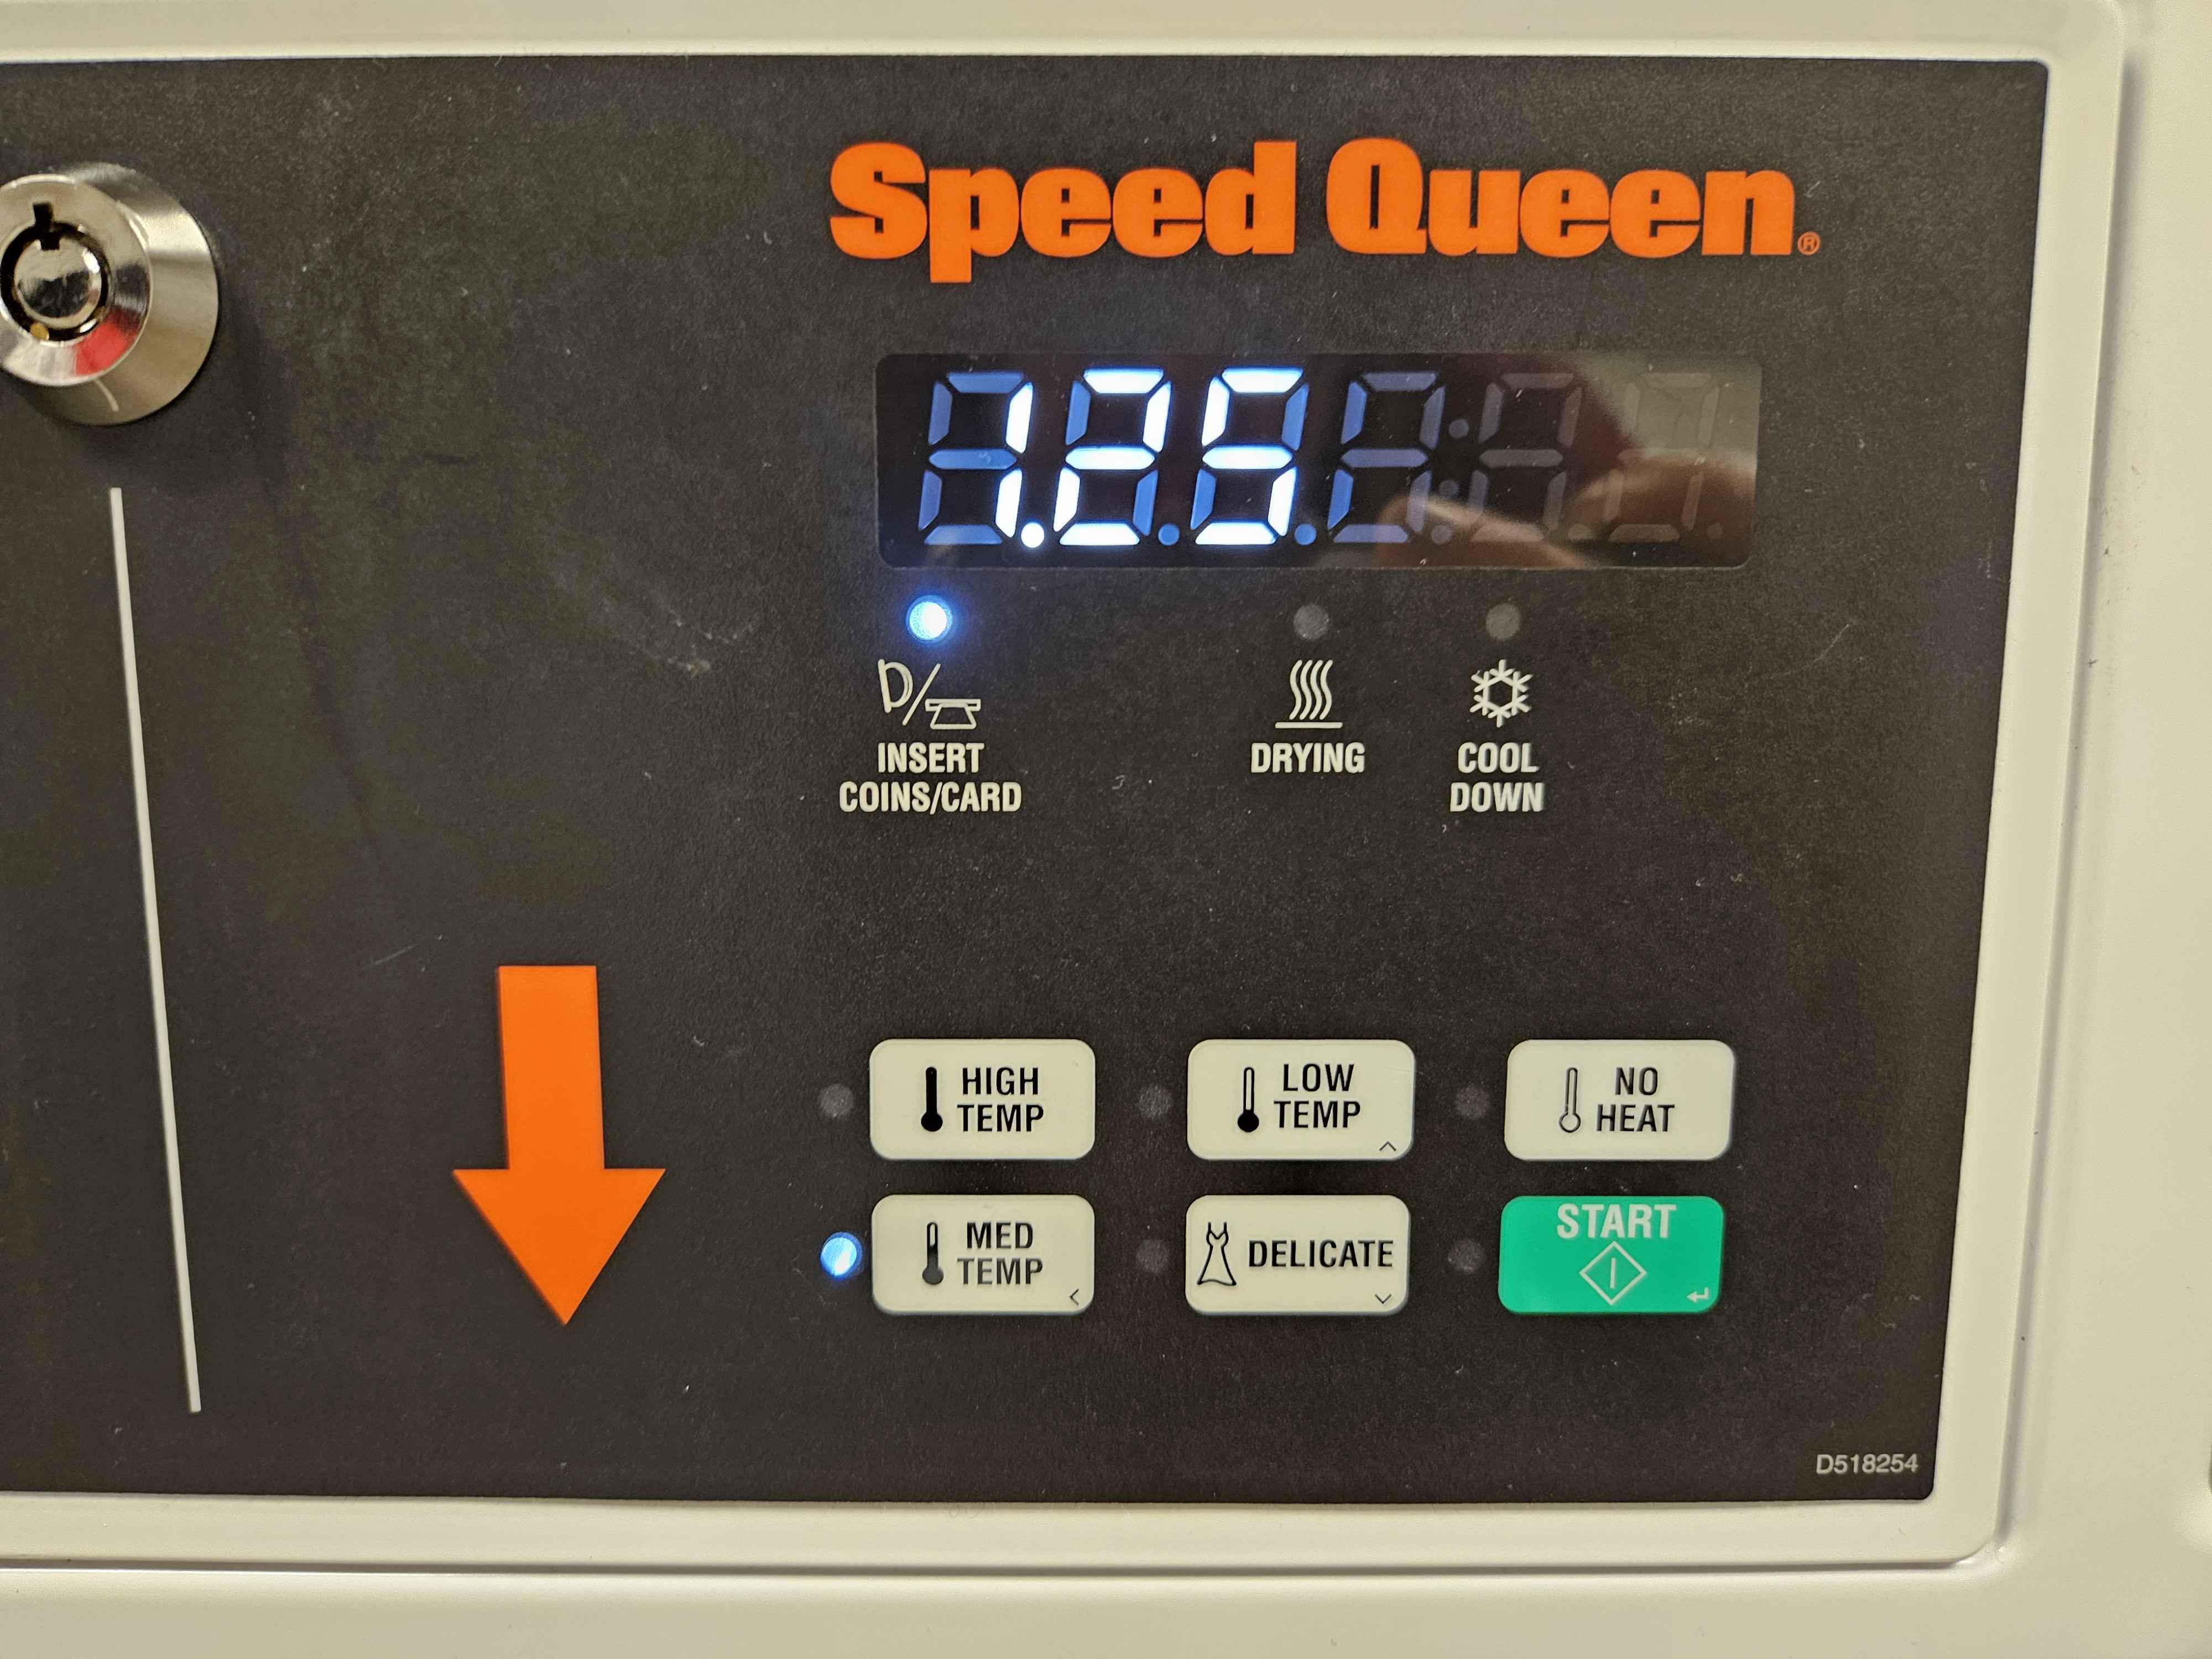 Speed Queen®
1.25
INSERT
COINS/CARD
DRYING
COOL
DOWN
HIGH
TEMP
LOW
TEMP
NO
HEAT
MED
TEMP
DELICATE
START
D518254